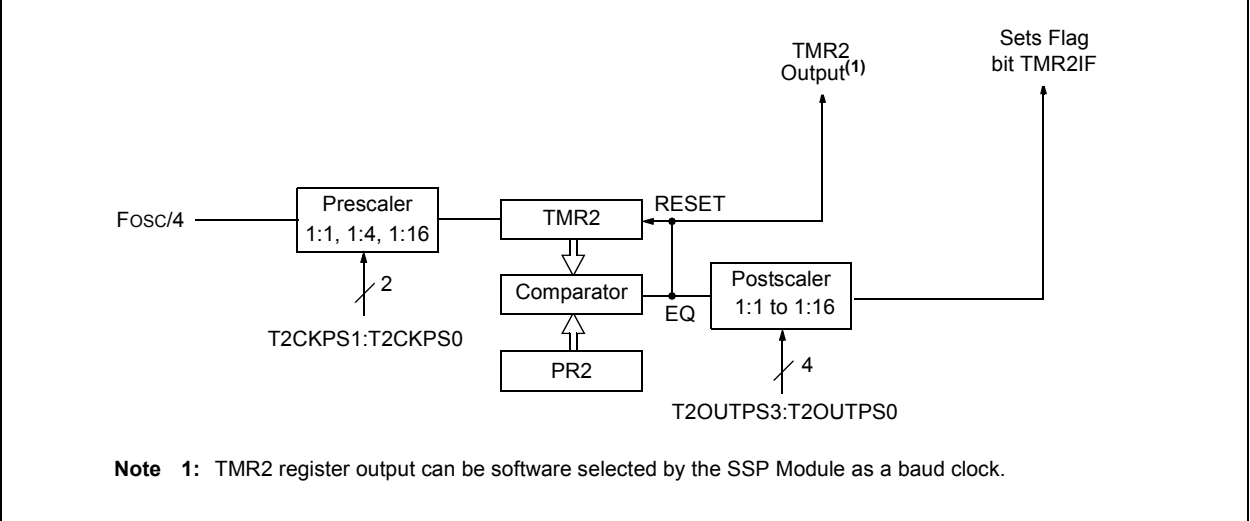 TMR2
Output(1)
Sets Flag
bit TMR2IF
FOSC/4
Prescaler
1:1, 1:4, 1:16
TMR2
RESET
2
T2CKPS1:T2CKPS0
Comparator
EQ
Postscaler
1:1 to 1:16
PR2
4
T2OUTPS3:T2OUTPS0
Note 1: TMR2 register output can be software selected by the SSP Module as a baud clock.